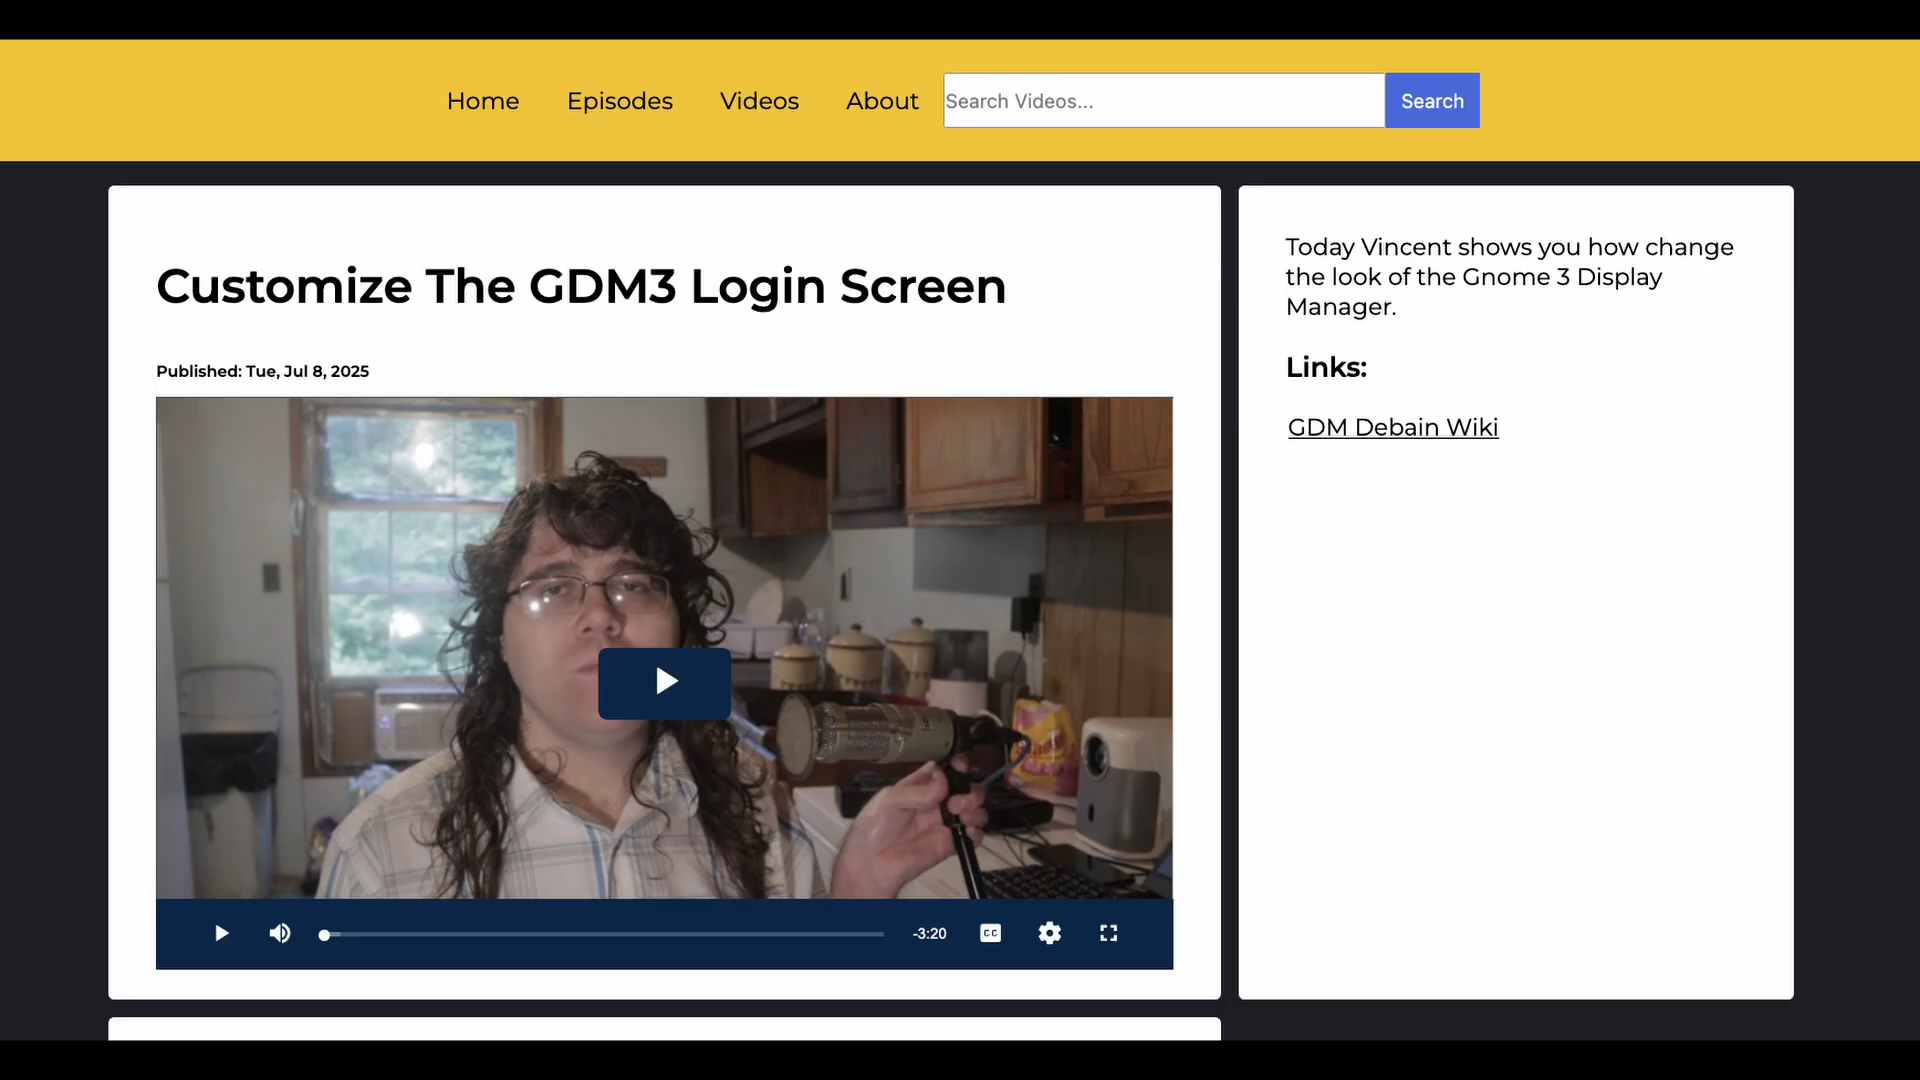 Home Episodes Videos About Search Videos... Search
Customize The GDM3 Login Screen
Published: Tue, Jul 8, 2025
-3:20
CC
Today Vincent shows you how change
the look of the Gnome 3 Display
Manager.
Links:
GDM Debain Wiki